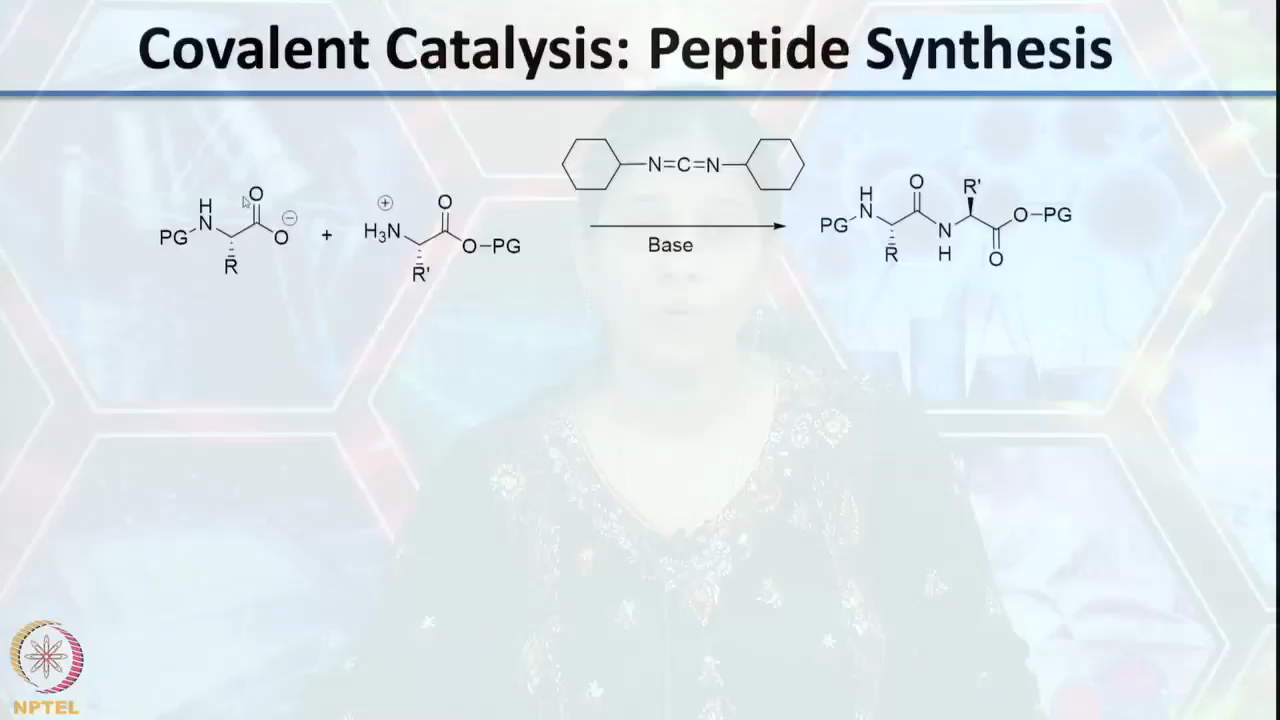 Covalent Catalysis: Peptide Synthesis
N=C=N
H
N
PG
O
O
⊖
R
+
⊕
H3N
O
O–PG
R'
Base
H
N
PG
O
R'
N
H
O–PG
O
R
NPTEL